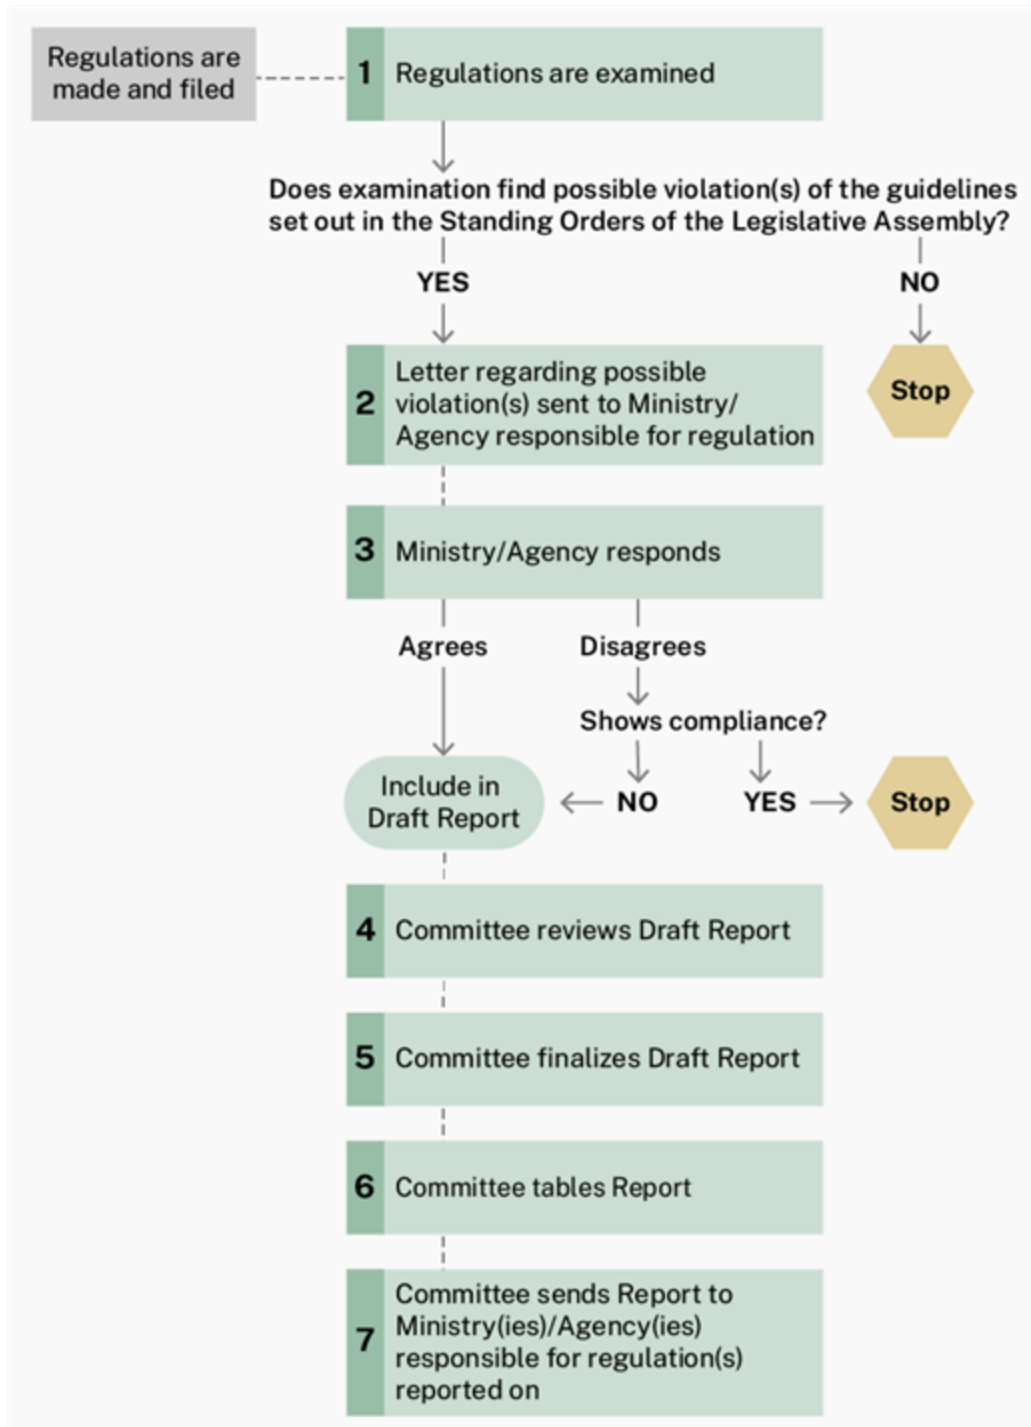 Regulations are
made and filed
1 Regulations are examined
Does examination find possible violation(s) of the guidelines
set out in the Standing Orders of the Legislative Assembly?
YES
NO
2 Letter regarding possible
violation(s) sent to Ministry/
Agency responsible for regulation
Stop
3 Ministry/Agency responds
Agrees
Disagrees
Shows compliance?
Include in
Draft Report
NO
YES
Stop
4 Committee reviews Draft Report
5 Committee finalizes Draft Report
6 Committee tables Report
7 Committee sends Report to
Ministry(ies)/Agency(ies)
responsible for regulation(s)
reported on